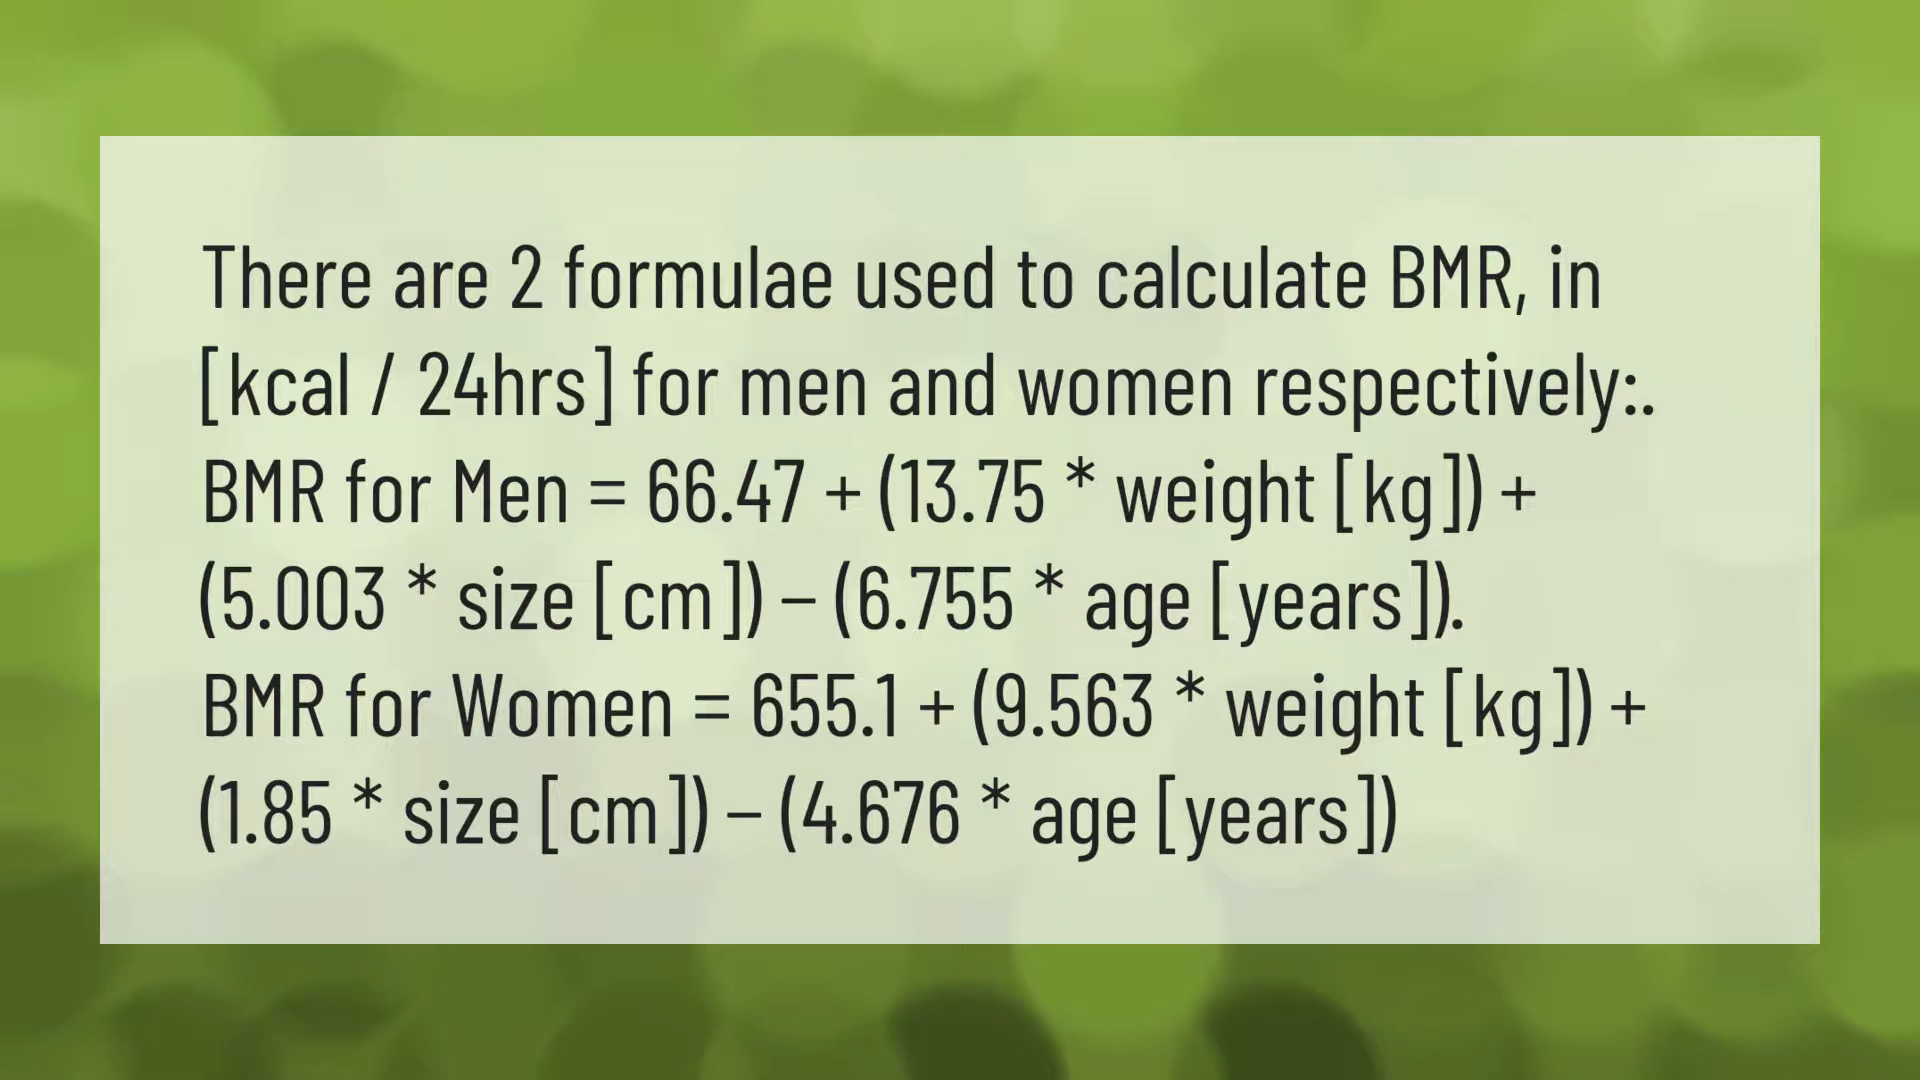 There are 2 formulae used to calculate BMR, in
[kcal / 24hrs] for men and women respectively:.
BMR for Men = 66.47 + (13.75 * weight [kg]) +
(5.003 * size [cm]) – (6.755 * age [years]).
BMR for Women = 655.1 + (9.563 * weight [kg]) +
(1.85 * size [cm]) – (4.676 * age [years])